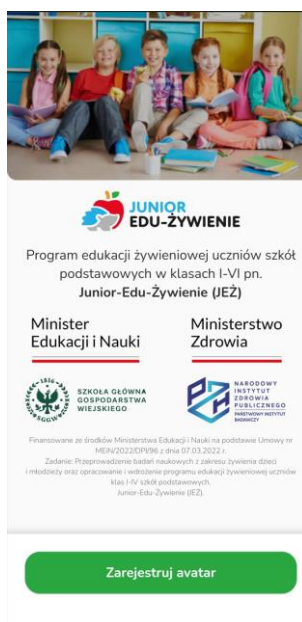 JUNIOR
EDU-ŻYWIENIE
Program edukacji żywieniowej uczniów szkół
podstawowych w klasach I-VI pn.
Junior-Edu-Żywienie (JEŻ)
Minister
Edukacji i Nauki
Ministerstwo
Zdrowia
1816
SZKOŁA GŁÓWNA
GOSPODARSTWA
WIEJSKIEGO
NARODOWY
INSTYTUT
ZDROWIA
PUBLICZNEGO
PAŃSTWOWY INSTYTUT
BADAWCZY
Finansowane ze środków Ministerstwa Edukacji i Nauki na podstawie Umowy nr
MEiN/2022/DPI/96 z dnia 07.03.2022 r.
Zadanie: Przeprowadzenie badań naukowych z zakresu żywienia dzieci
i młodzieży oraz opracowanie i wdrożenie programu edukacji żywieniowej uczniów
klas I-IV szkół podstawowych.
Junior-Edu-Żywienie (JEŻ).
Zarejestruj avatar